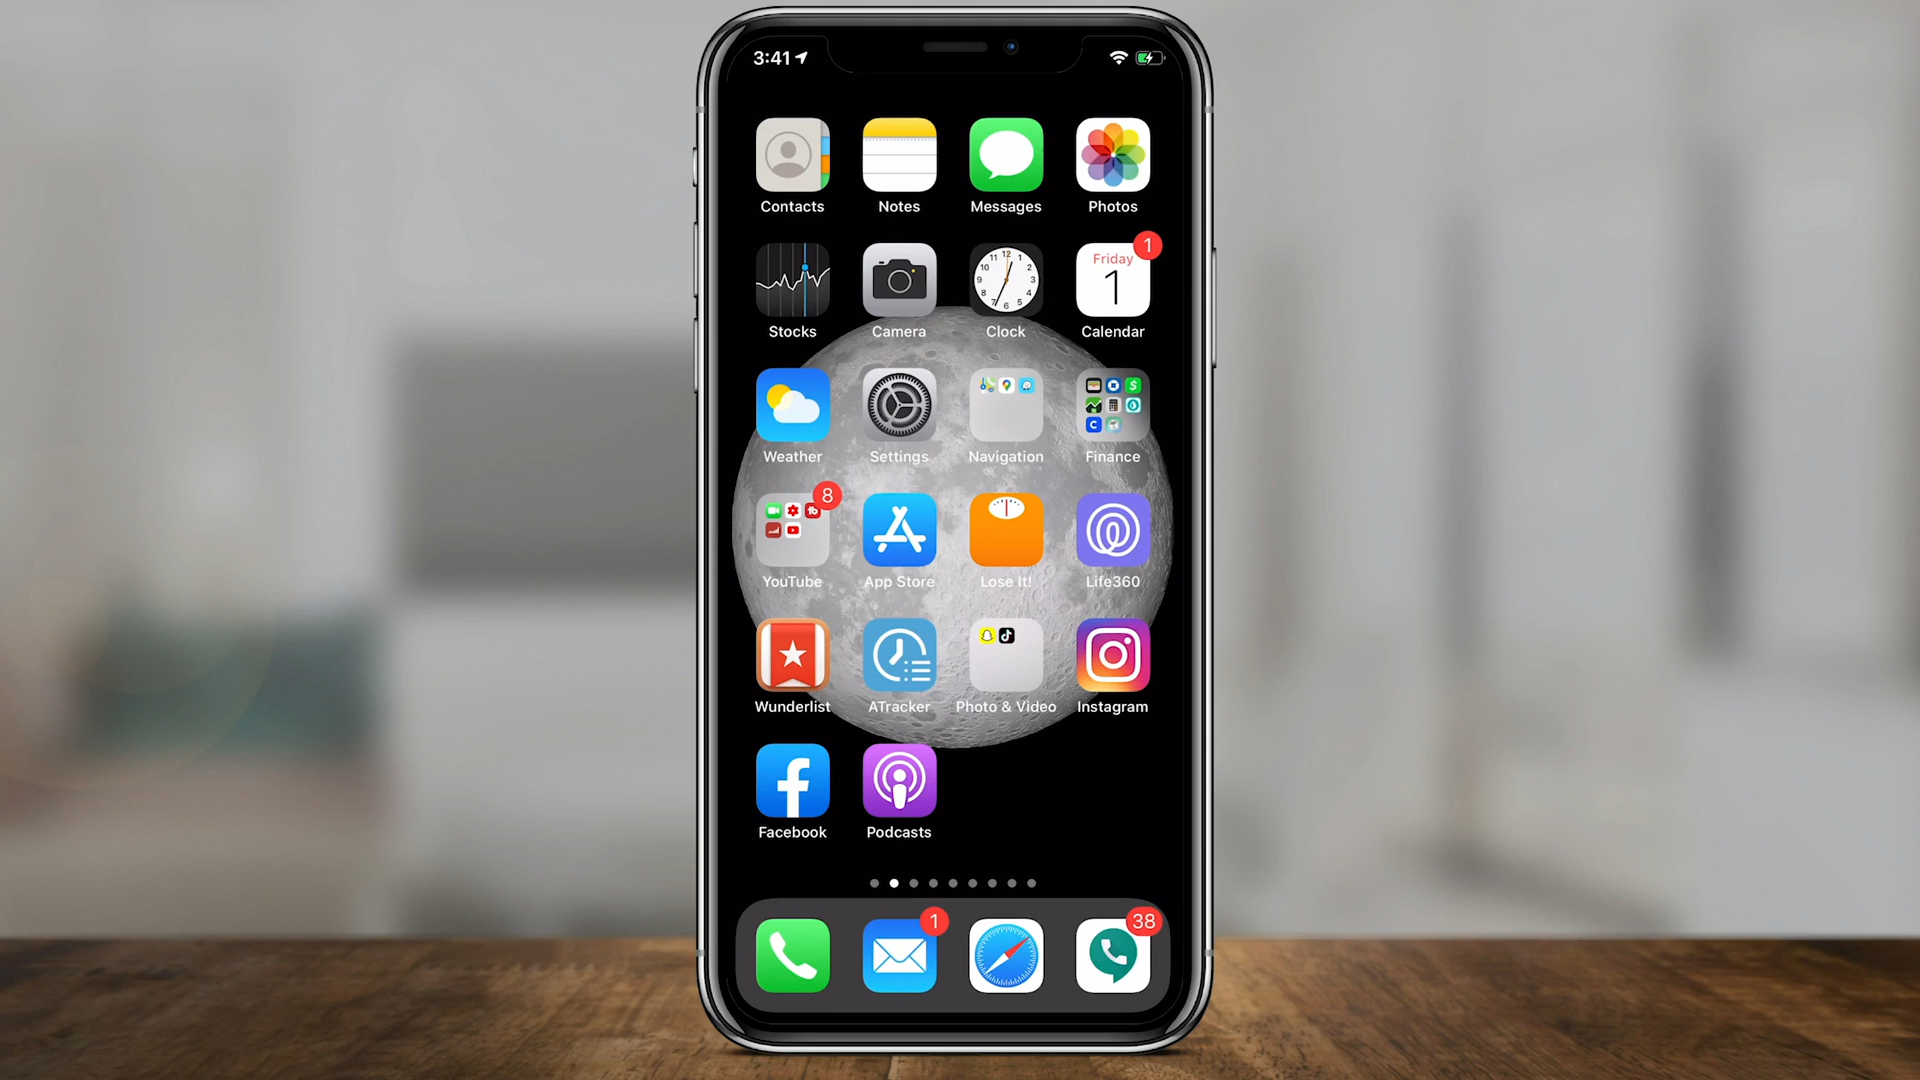 3:41
Contacts Notes Messages Photos
1
Friday
1
Stocks Camera Clock Calendar
Weather Settings Navigation Finance
8
YouTube App Store Lose It! Life360
Wunderlist ATracker Photo & Video Instagram
Facebook Podcasts
1 38